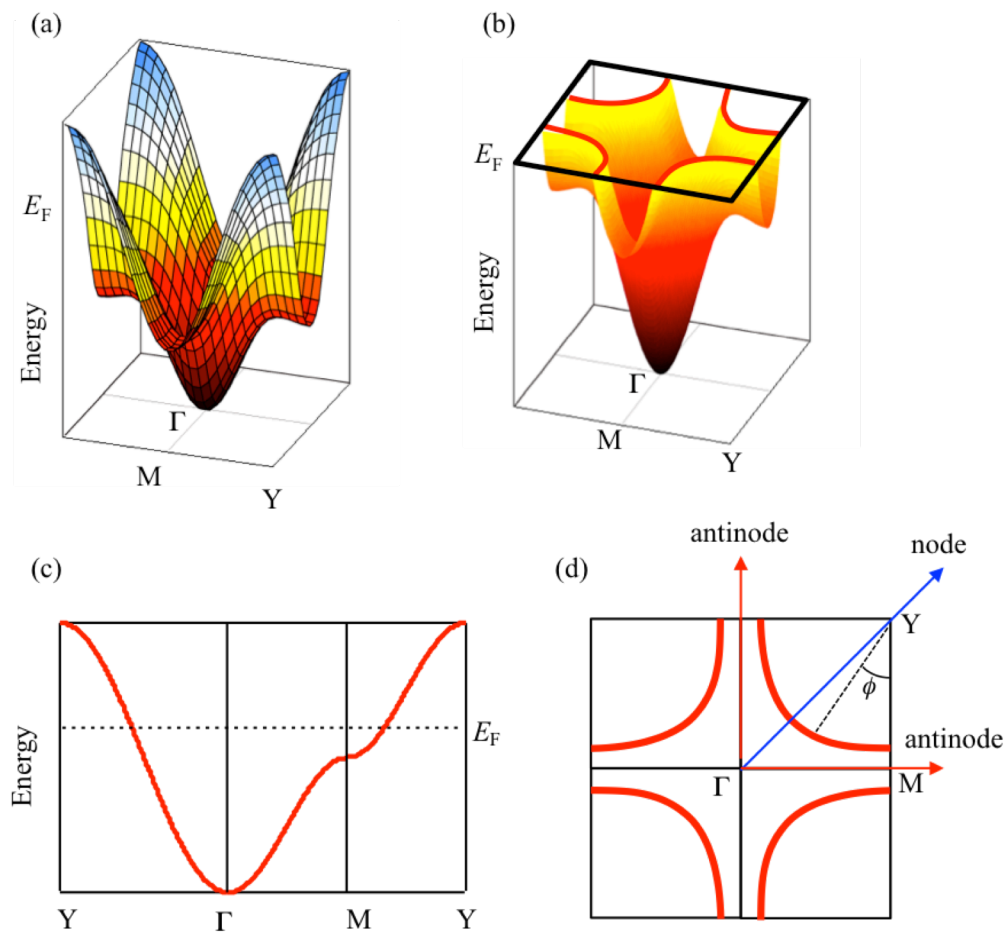 (a)
E_F
Energy
Γ
M
Y
(b)
E_F
Energy
Γ
M
Y
(c)
Energy
E_F
Y
Γ
M
Y
(d)
antinode
node
Y
ϕ
antinode
Γ
M